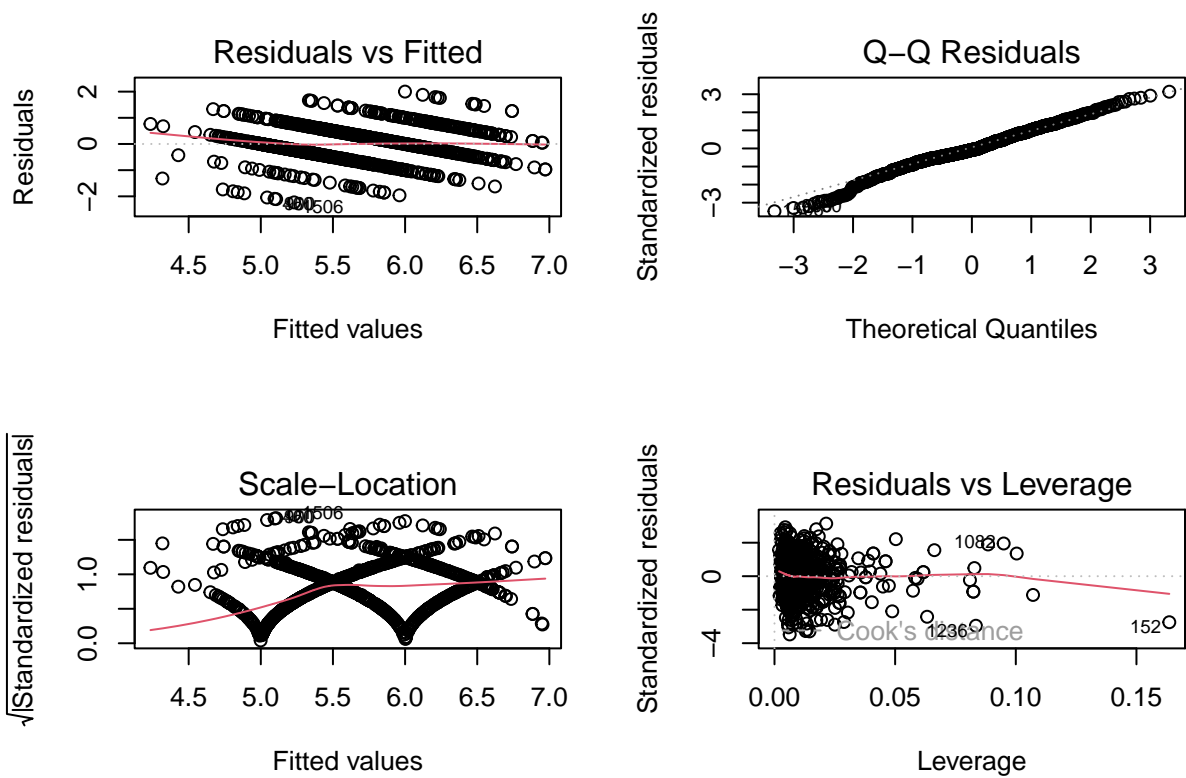 Residuals vs Fitted
Residuals
2
0
−2
1506
4.5 5.0 5.5 6.0 6.5 7.0
Fitted values
Q−Q Residuals
Standardized residuals
3
0
−3
−3 −2 −1 0 1 2 3
Theoretical Quantiles
Scale−Location
√|Standardized residuals|
1.0
0.0
1506
4.5 5.0 5.5 6.0 6.5 7.0
Fitted values
Residuals vs Leverage
Standardized residuals
0
−4
1082
Cook's distance
1236
152
0.00 0.05 0.10 0.15
Leverage